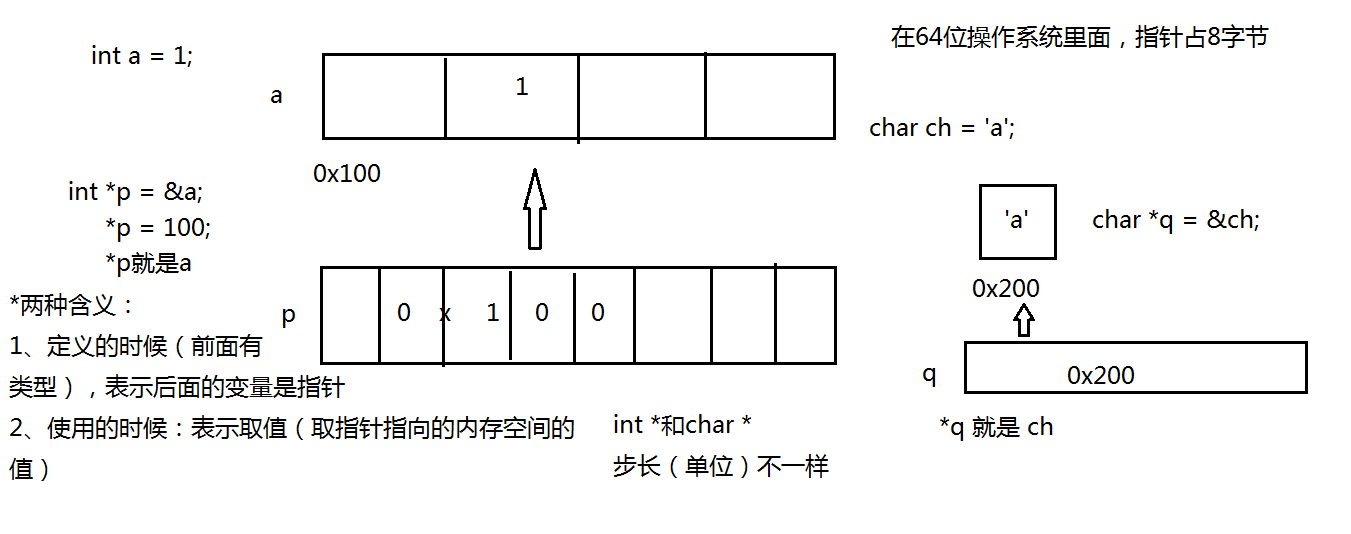 int a = 1;
a
1
0x100
int *p = &a;
*p = 100;
*p就是a
p
0 x 1 0 0
*两种含义：
1、定义的时候（前面有
类型），表示后面的变量是指针
2、使用的时候：表示取值（取指针指向的内存空间的
值）
int *和char *
步长（单位）不一样
在64位操作系统里面，指针占8字节
char ch = 'a';
'a'
char *q = &ch;
0x200
q
0x200
*q 就是 ch